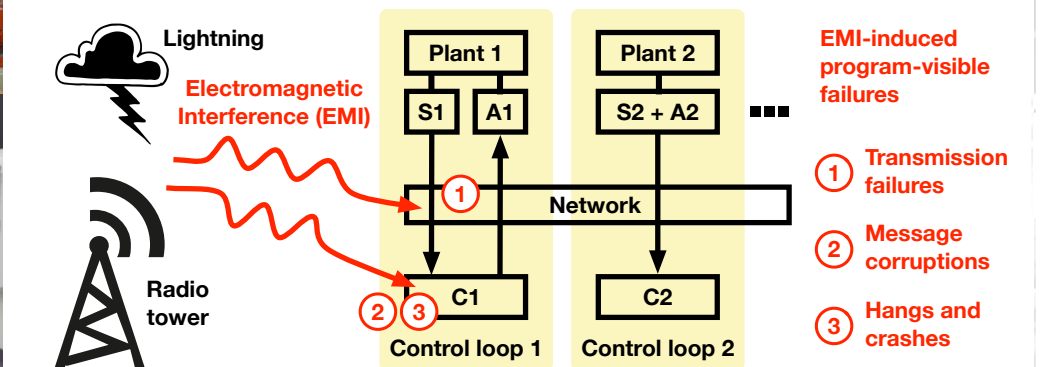 Lightning
Electromagnetic
Interference (EMI)
Radio
tower
Plant 1
S1
A1
1
Network
2
3
C1
Control loop 1
Plant 2
S2 + A2
C2
Control loop 2
EMI-induced
program-visible
failures
1 Transmission
failures
2 Message
corruptions
3 Hangs and
crashes